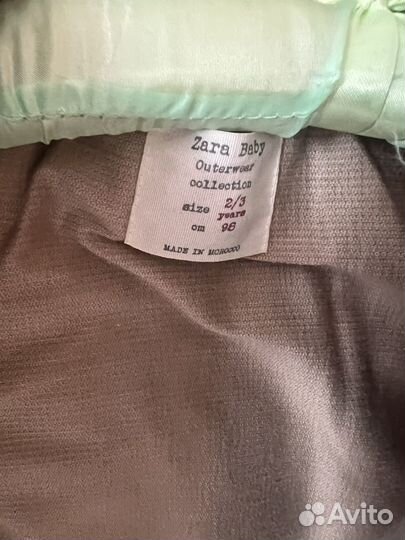 Zara Baby
Outerwear
collection
size 2/3
years
cm 98
MADE IN MOROCCO
Avito